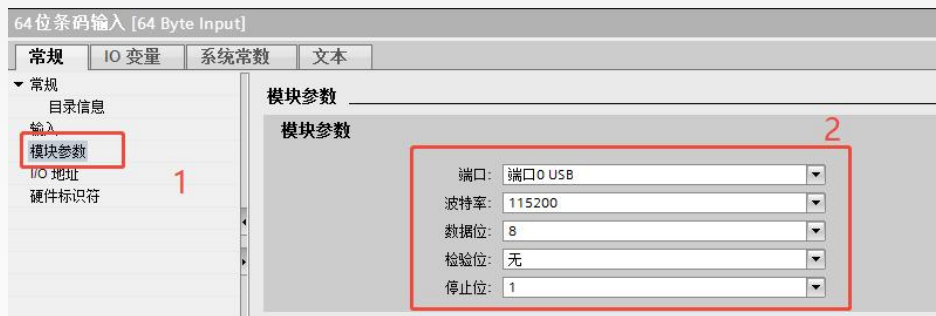 64位条码输入 [64 Byte Input]
常规 IO 变量 系统常数 文本
常规
目录信息
输入
模块参数
I/O 地址
硬件标识符
1
模块参数
模块参数
2
端口: 端口0 USB
波特率: 115200
数据位: 8
检验位: 无
停止位: 1